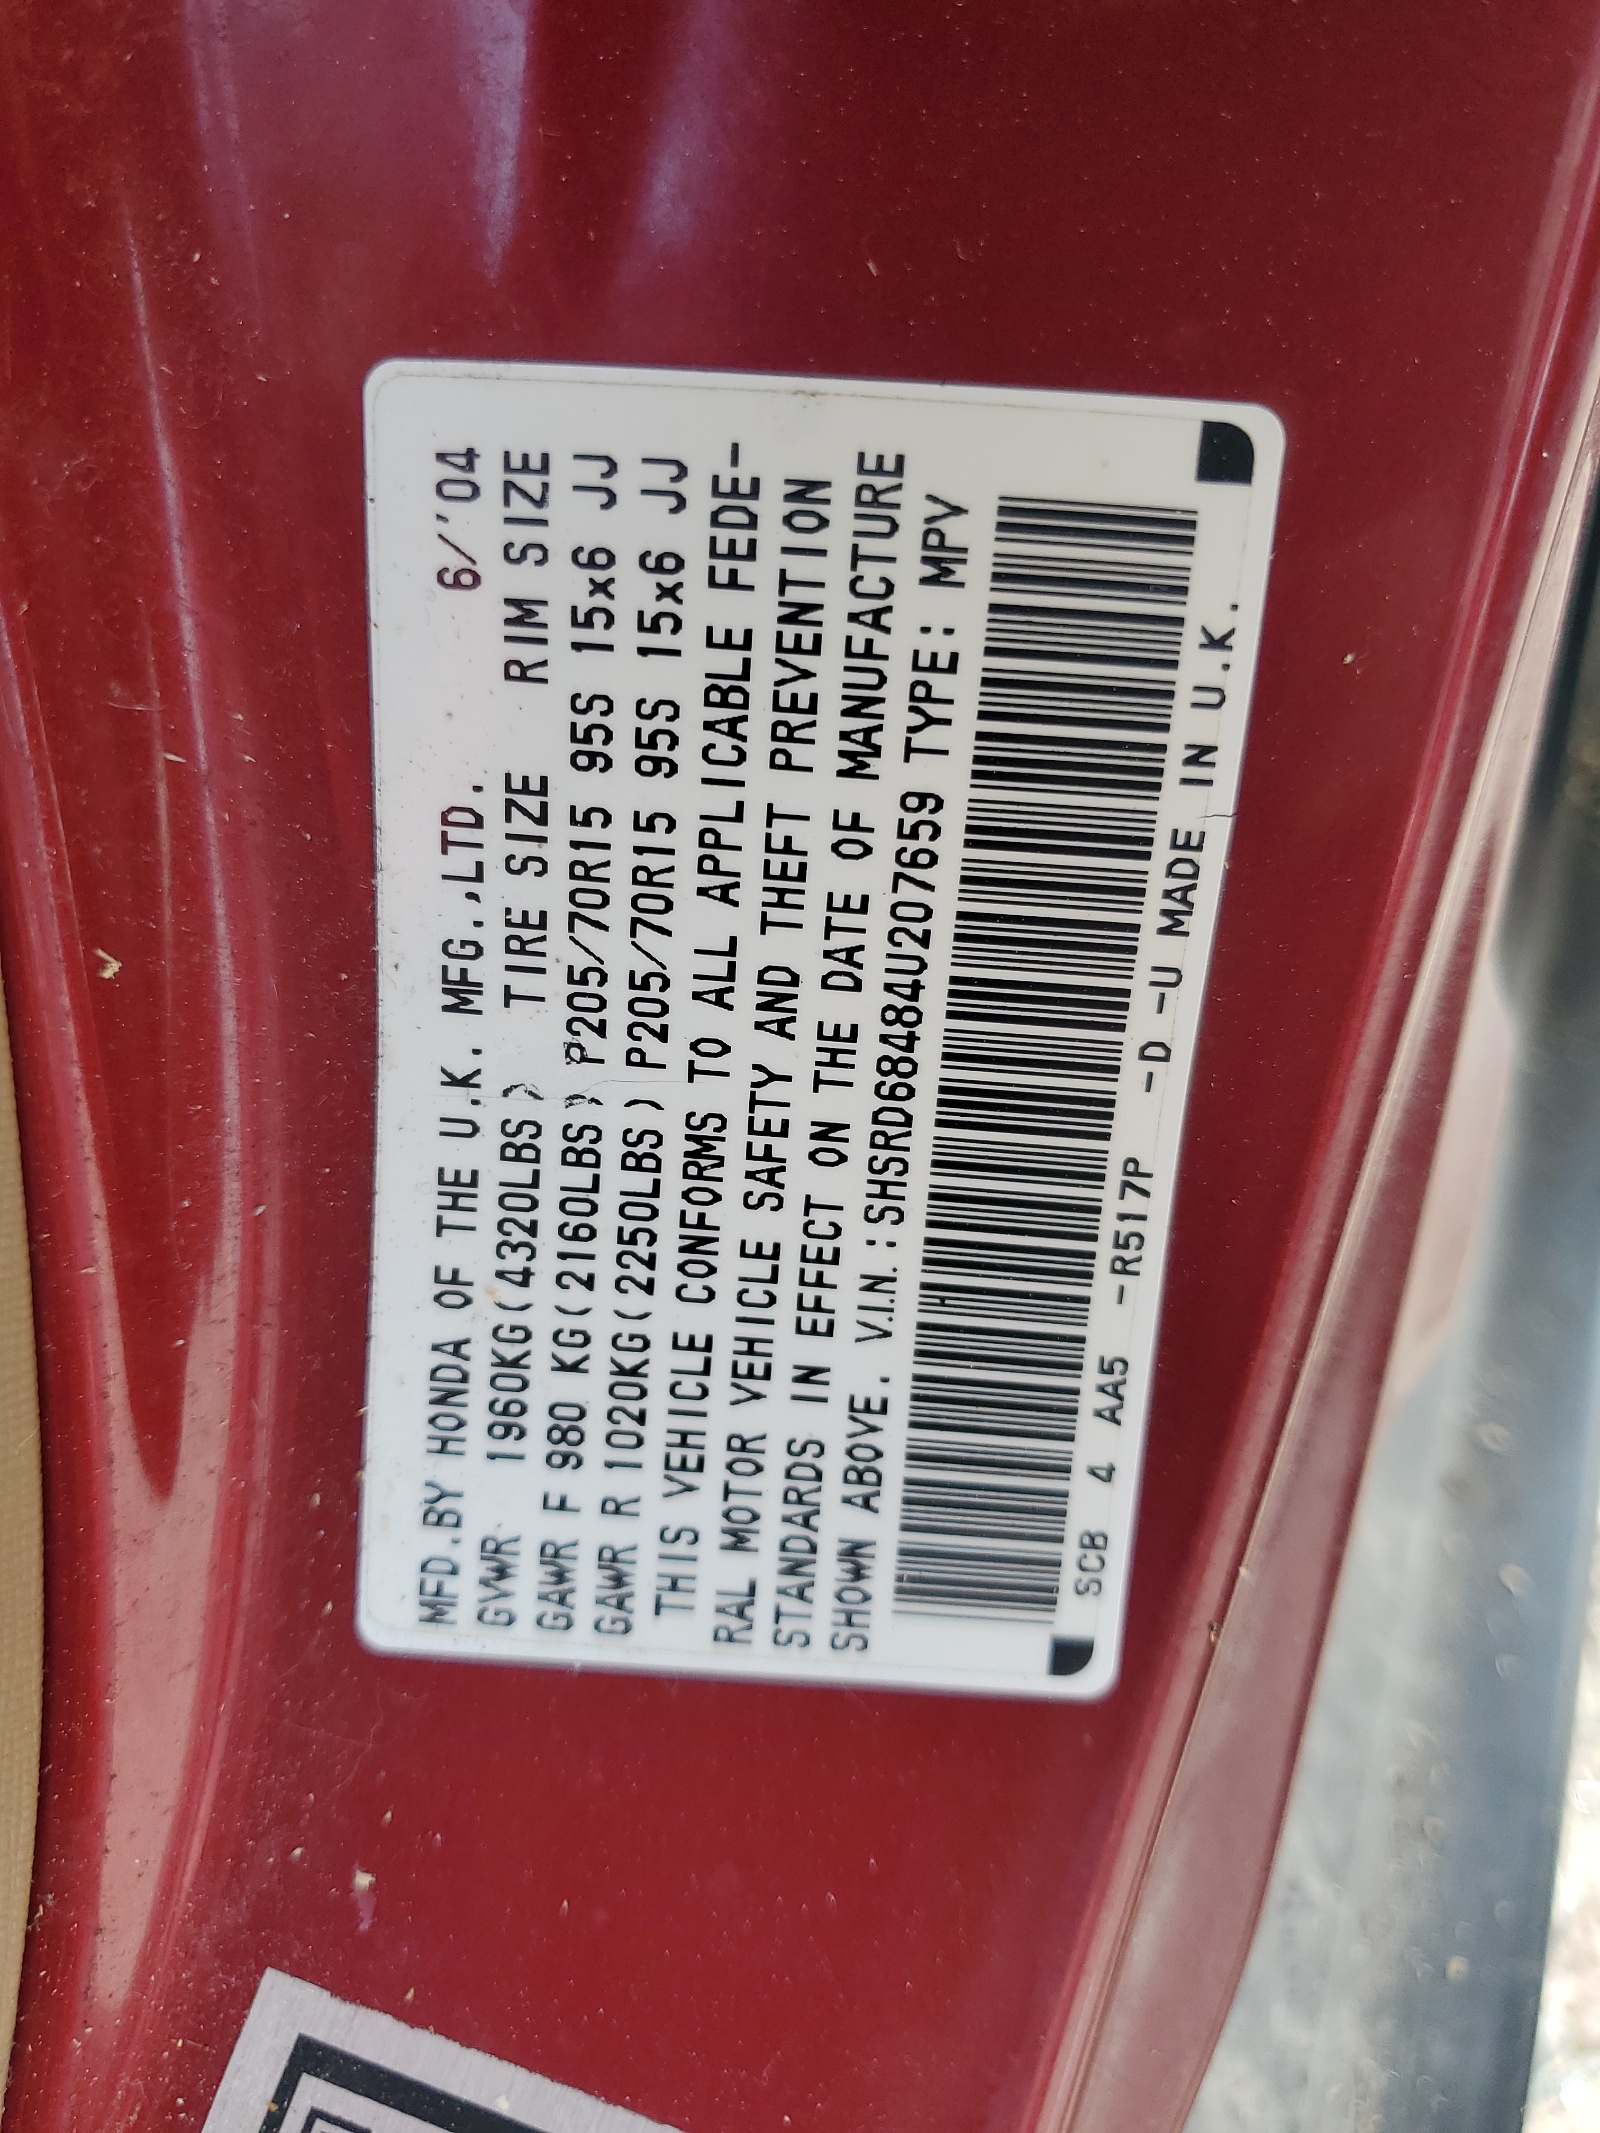 MFD.BY HONDA OF THE U.K. MFG.,LTD. 6/'04
GVWR 1960KG(4320LBS) TIRE SIZE RIM SIZE
GAWR F 980 KG(2160LBS) P205/70R15 95S 15x6 JJ
GAWR R 1020KG(2250LBS) P205/70R15 95S 15x6 JJ
THIS VEHICLE CONFORMS TO ALL APPLICABLE FEDE-
RAL MOTOR VEHICLE SAFETY AND THEFT PREVENTION
STANDARDS IN EFFECT ON THE DATE OF MANUFACTURE
SHOWN ABOVE. V.I.N.:SHSRD68484U207659 TYPE: MPV
SCB 4 AA5 -R517P -D -U MADE IN U.K.